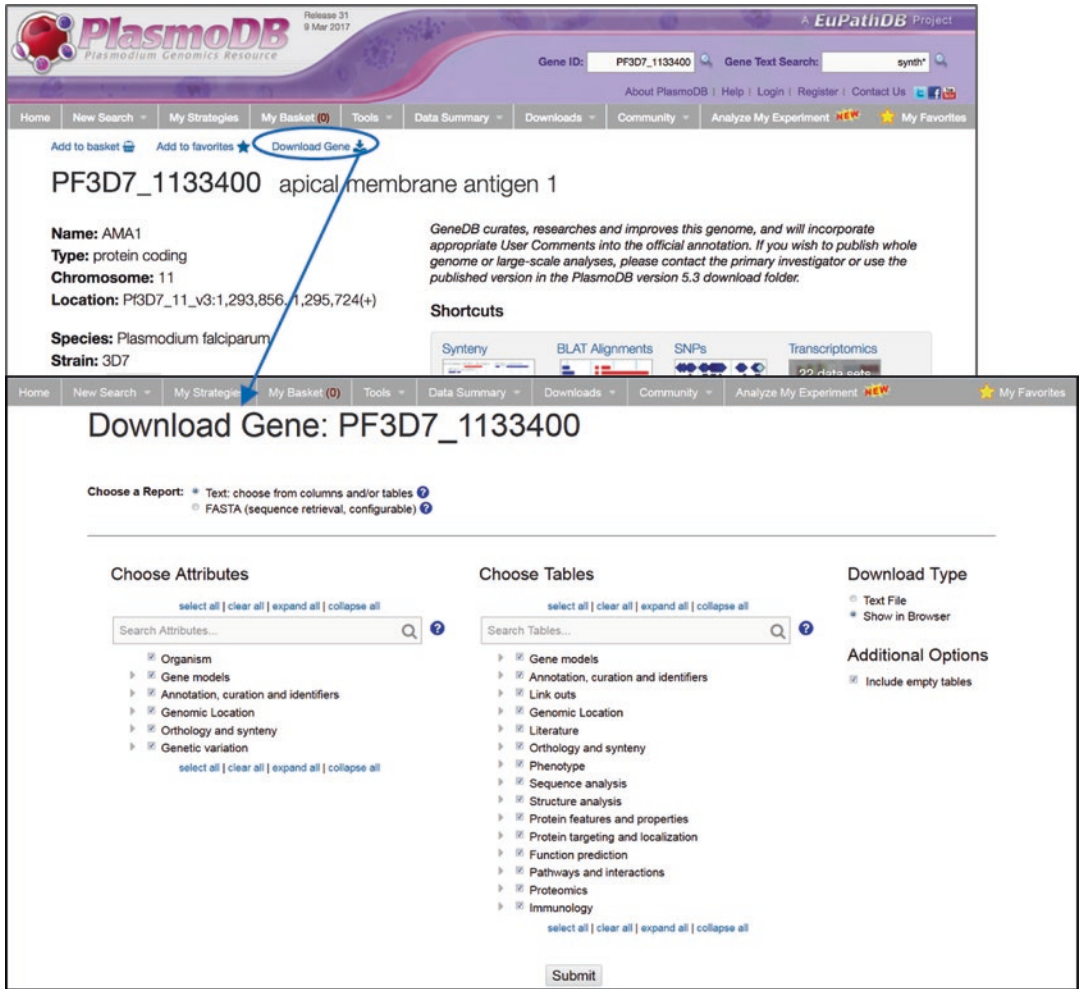 PlasmoDB
Plasmodium Genomics Resource
Release 31
9 Mar 2017
A EuPathDB Project
Gene ID: PF3D7_1133400 Gene Text Search: synth*
About PlasmoDB | Help | Login | Register | Contact Us
Home New Search My Strategies My Basket (0) Tools Data Summary Downloads Community Analyze My Experiment NEW My Favorites
Add to basket Add to favorites Download Gene
PF3D7_1133400 apical membrane antigen 1
Name: AMA1
Type: protein coding
Chromosome: 11
Location: Pf3D7_11_v3:1,293,856..1,295,724(+)
Species: Plasmodium falciparum
Strain: 3D7
GeneDB curates, researches and improves this genome, and will incorporate
appropriate User Comments into the official annotation. If you wish to publish whole
genome or large-scale analyses, please contact the primary investigator or use the
published version in the PlasmoDB version 5.3 download folder.
Shortcuts
Synteny BLAT Alignments SNPs Transcriptomics
22 data sets
Home New Search My Strategies My Basket (0) Tools Data Summary Downloads Community Analyze My Experiment NEW My Favorites
Download Gene: PF3D7_1133400
Choose a Report: Text: choose from columns and/or tables
FASTA (sequence retrieval, configurable)
Choose Attributes
select all | clear all | expand all | collapse all
Search Attributes...
Organism
Gene models
Annotation, curation and identifiers
Genomic Location
Orthology and synteny
Genetic variation
select all | clear all | expand all | collapse all
Choose Tables
select all | clear all | expand all | collapse all
Search Tables...
Gene models
Annotation, curation and identifiers
Link outs
Genomic Location
Literature
Orthology and synteny
Phenotype
Sequence analysis
Structure analysis
Protein features and properties
Protein targeting and localization
Function prediction
Pathways and interactions
Proteomics
Immunology
select all | clear all | expand all | collapse all
Download Type
Text File
Show in Browser
Additional Options
Include empty tables
Submit